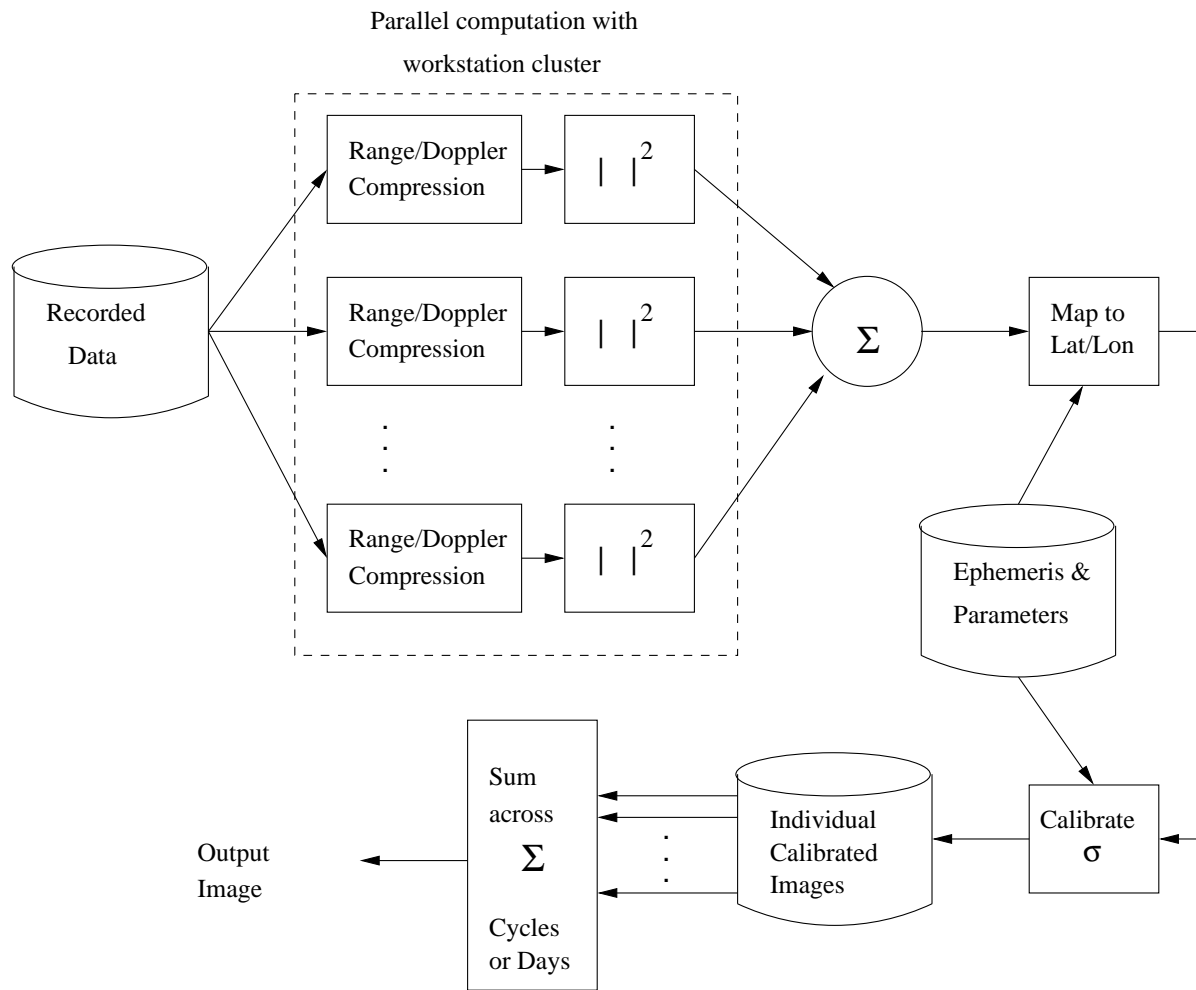 Parallel computation with
workstation cluster
Range/Doppler
Compression
| |2
Recorded
Data
Range/Doppler
Compression
| |2
Σ
Map to
Lat/Lon
.
.
.
.
.
.
Range/Doppler
Compression
| |2
Ephemeris &
Parameters
Sum
across
Σ
Cycles
or Days
.
.
.
Individual
Calibrated
Images
Calibrate
σ
Output
Image